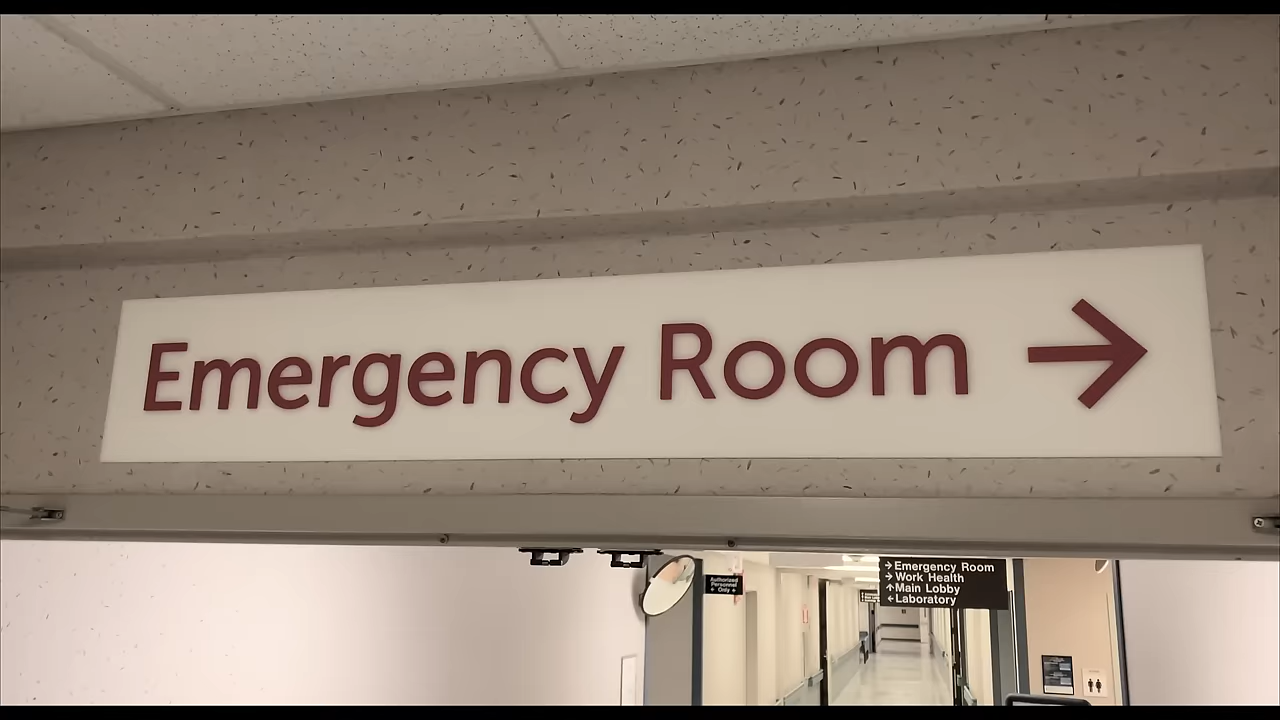 Emergency Room →
Authorized
Personnel
Only
→ Emergency Room
→ Work Health
↑ Main Lobby
← Laboratory